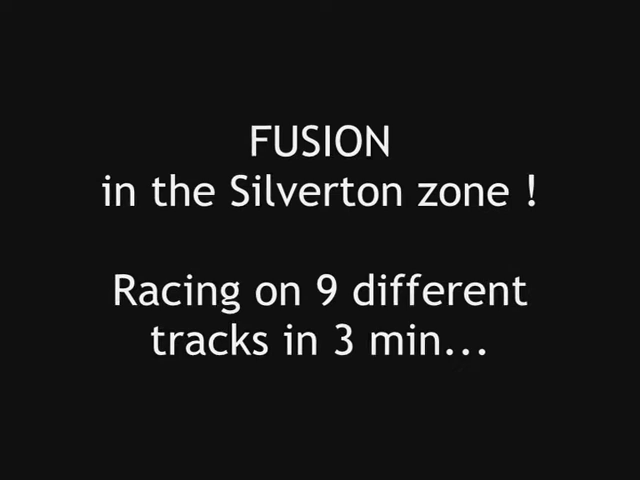 FUSION
in the Silverton zone !
Racing on 9 different
tracks in 3 min...